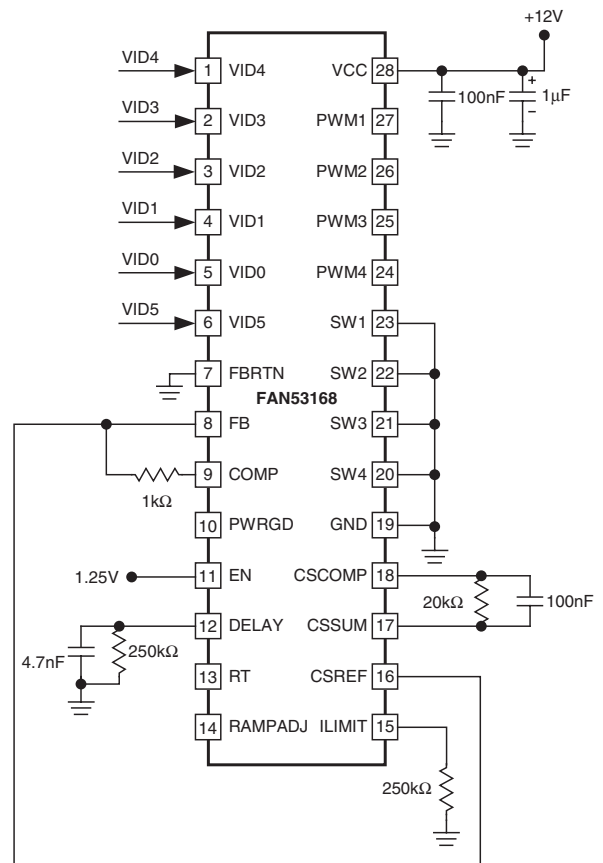 +12V
VID4
1 VID4
VCC 28
100nF
+
1µF
−
VID3
2 VID3
PWM1 27
VID2
3 VID2
PWM2 26
VID1
4 VID1
PWM3 25
VID0
5 VID0
PWM4 24
VID5
6 VID5
SW1 23
7 FBRTN
SW2 22
FAN53168
8 FB
SW3 21
9 COMP
SW4 20
1kΩ
10 PWRGD
GND 19
1.25V
11 EN
CSCOMP 18
20kΩ
100nF
12 DELAY
CSSUM 17
4.7nF
250kΩ
13 RT
CSREF 16
14 RAMPADJ
ILIMIT 15
250kΩ